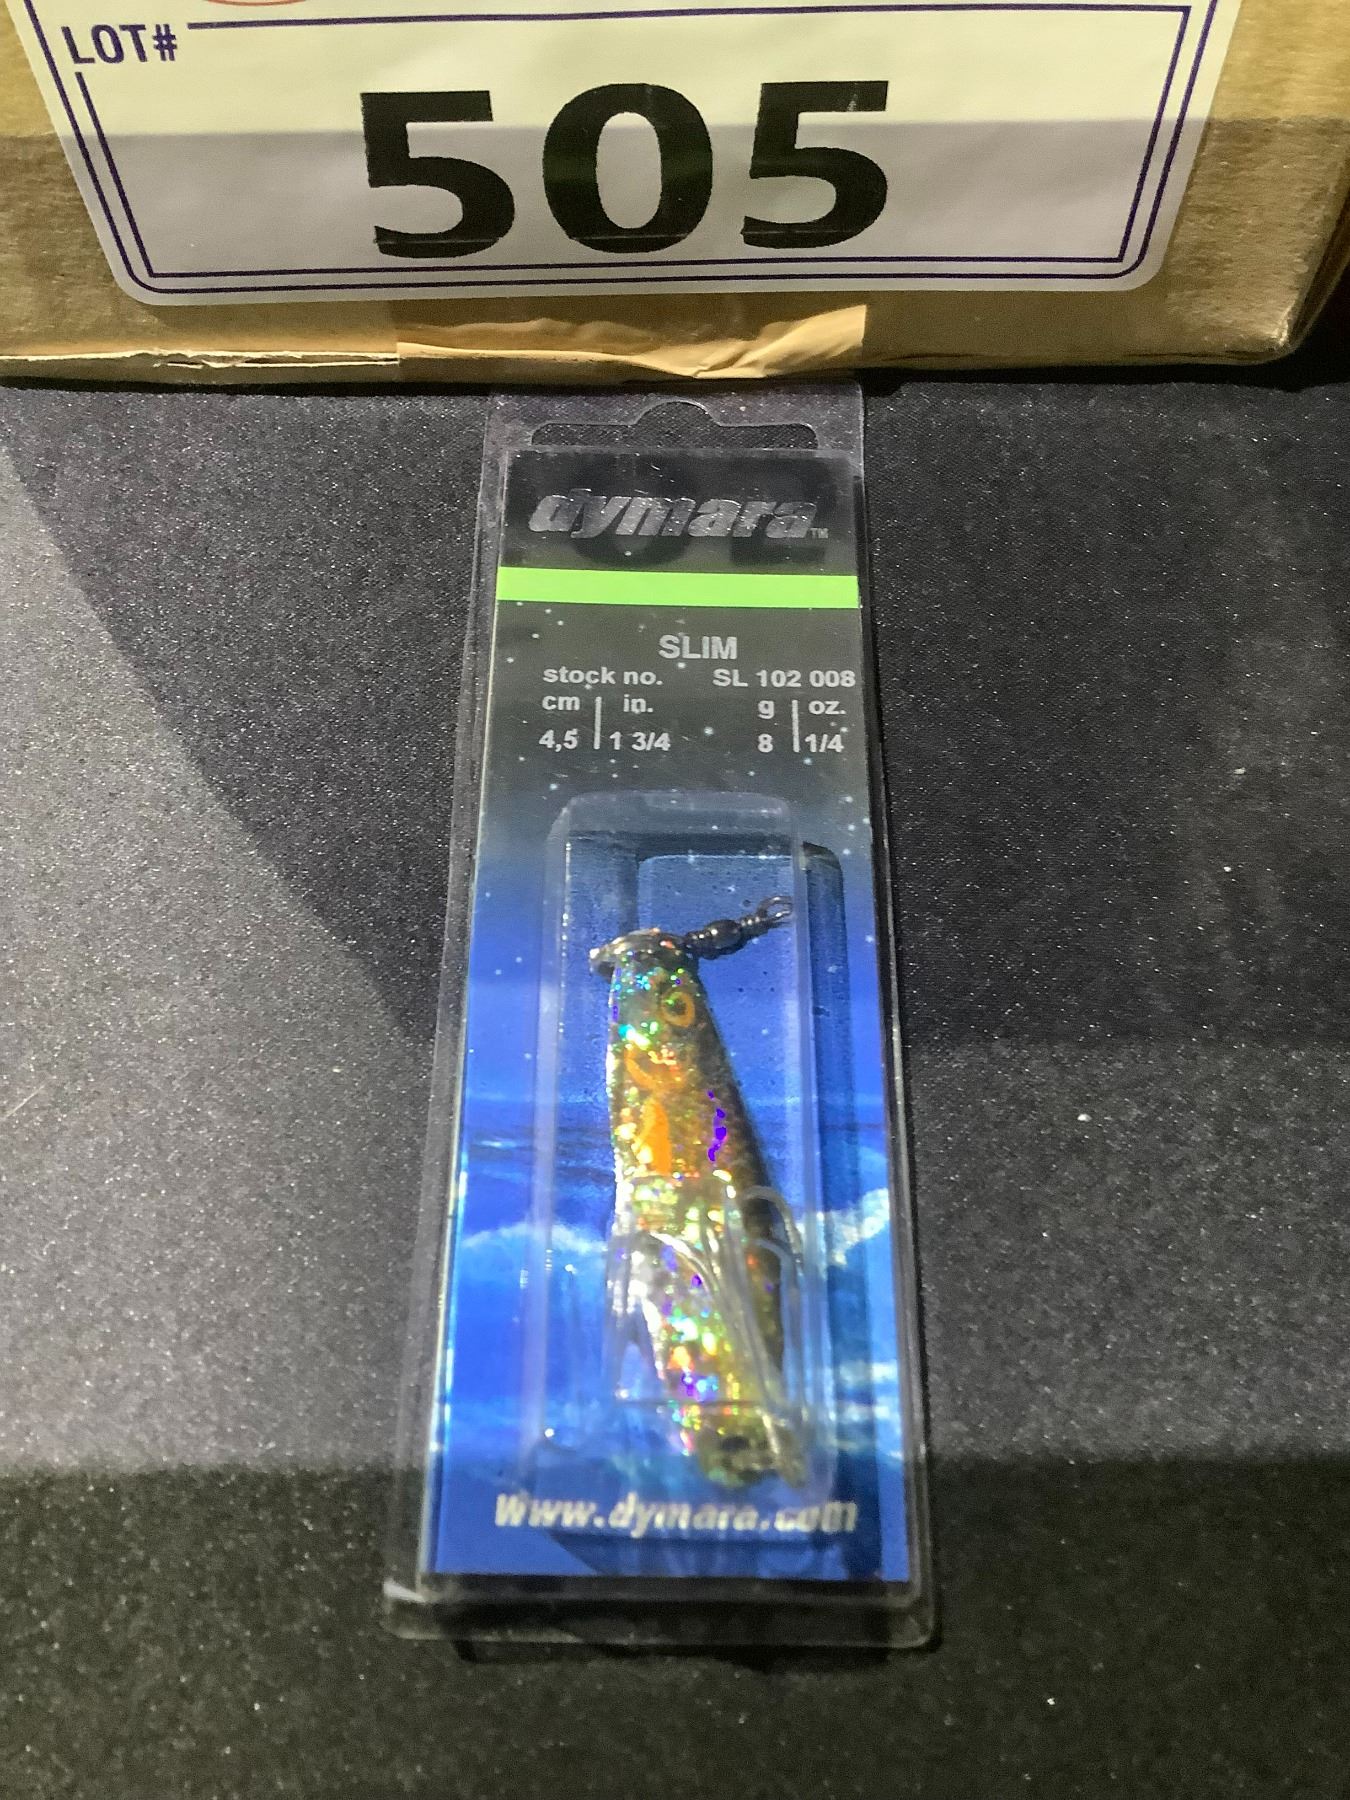 LOT#
505
dymara™
SLIM
stock no. SL 102 008
cm in. g oz.
4,5 1 3/4 8 1/4
www.dymara.com